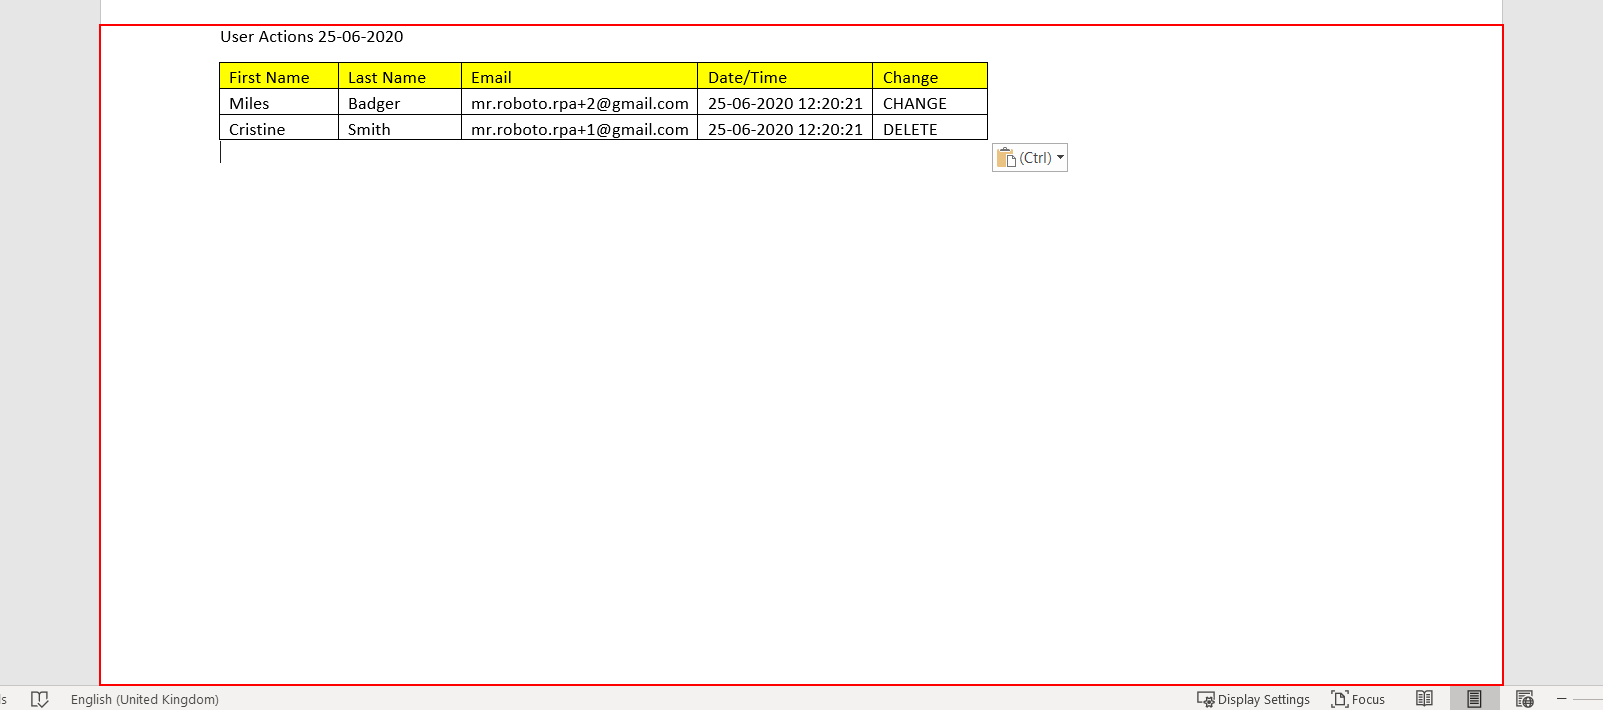 User Actions 25-06-2020
First Name Last Name Email Date/Time Change
Miles Badger mr.roboto.rpa+2@gmail.com 25-06-2020 12:20:21 CHANGE
Cristine Smith mr.roboto.rpa+1@gmail.com 25-06-2020 12:20:21 DELETE
(Ctrl)
English (United Kingdom) Display Settings Focus